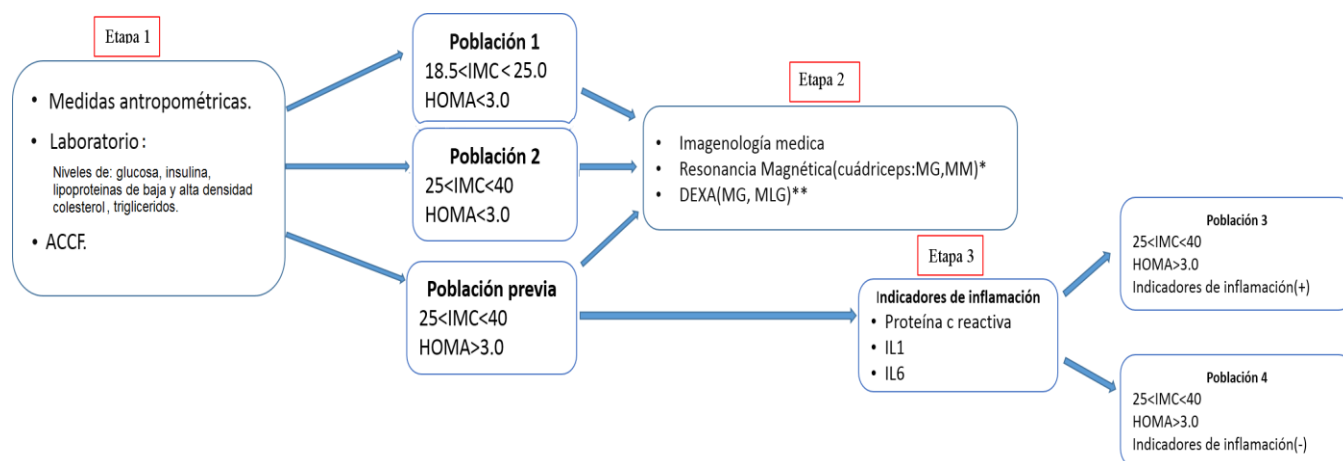 Etapa 1
• Medidas antropométricas.
• Laboratorio:
Niveles de: glucosa, insulina,
lipoproteinas de baja y alta densidad
colesterol, trigliceridos.
• ACCF.
Población 1
18.5<IMC<25.0
HOMA<3.0
Población 2
25<IMC<40
HOMA<3.0
Población previa
25<IMC<40
HOMA>3.0
Etapa 2
• Imagenología medica
• Resonancia Magnética(cuádriceps:MG,MM)*
• DEXA(MG, MLG)**
Etapa 3
Indicadores de inflamación
• Proteína c reactiva
• IL1
• IL6
Población 3
25<IMC<40
HOMA>3.0
Indicadores de inflamación(+)
Población 4
25<IMC<40
HOMA>3.0
Indicadores de inflamación(-)